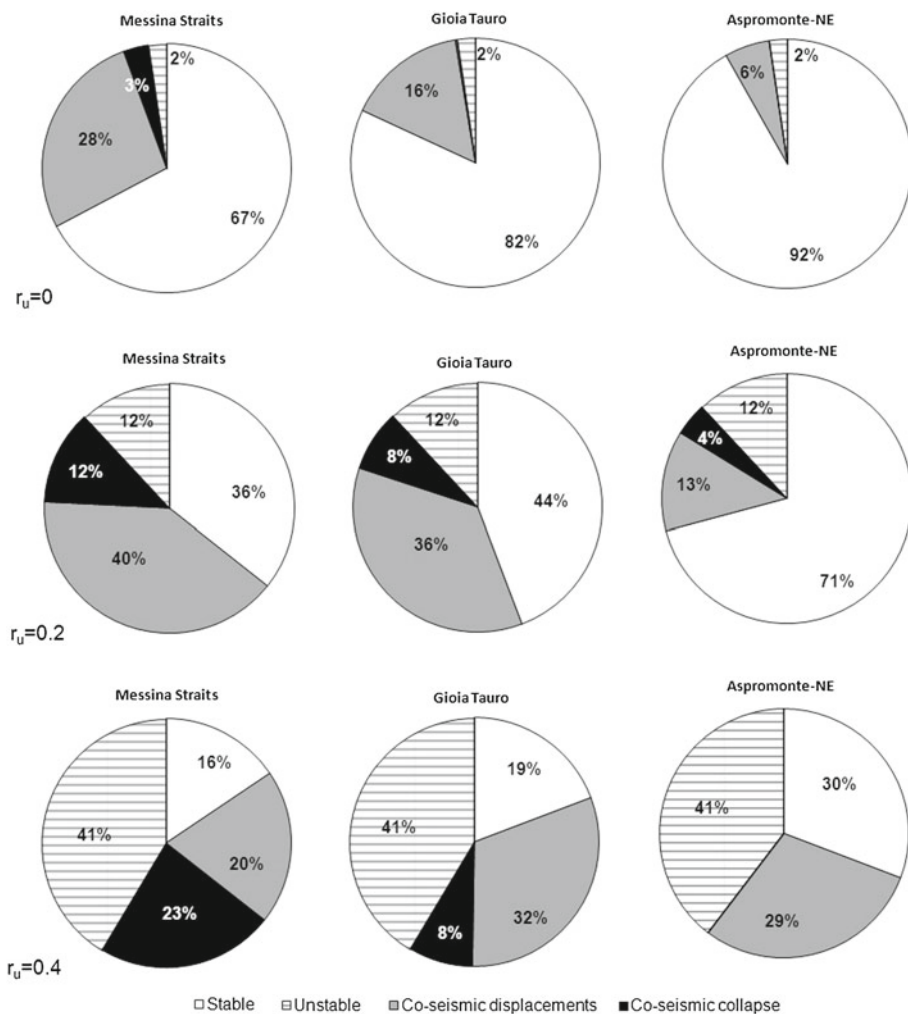 Messina Straits
Gioia Tauro
Aspromonte-NE
2%
3%
28%
67%
2%
16%
82%
2%
6%
92%
rᵤ=0
Messina Straits
Gioia Tauro
Aspromonte-NE
12%
12%
36%
40%
12%
8%
44%
36%
12%
4%
13%
71%
rᵤ=0.2
Messina Straits
Gioia Tauro
Aspromonte-NE
16%
41%
20%
23%
19%
41%
32%
8%
30%
41%
29%
rᵤ=0.4
Stable Unstable Co-seismic displacements Co-seismic collapse